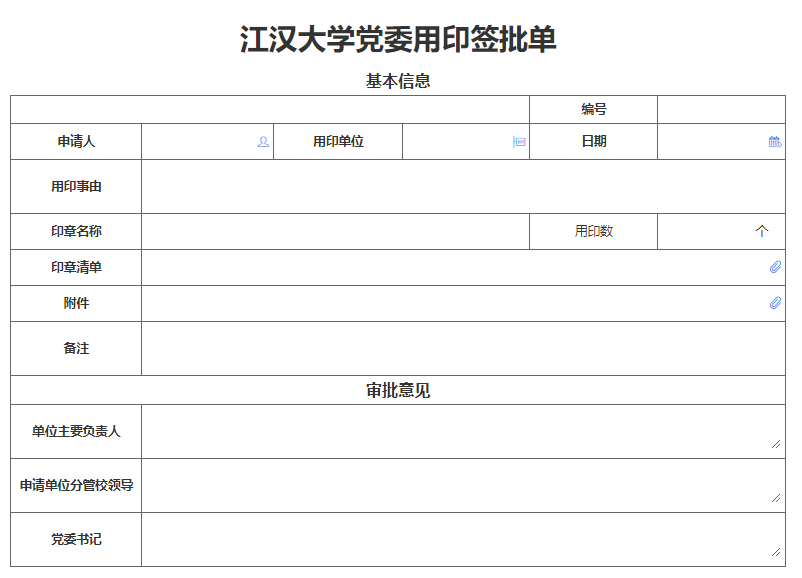 江汉大学党委用印签批单
基本信息
编号
申请人 用印单位 日期
用印事由
印章名称 用印数 个
印章清单
附件
备注
审批意见
单位主要负责人
申请单位分管校领导
党委书记